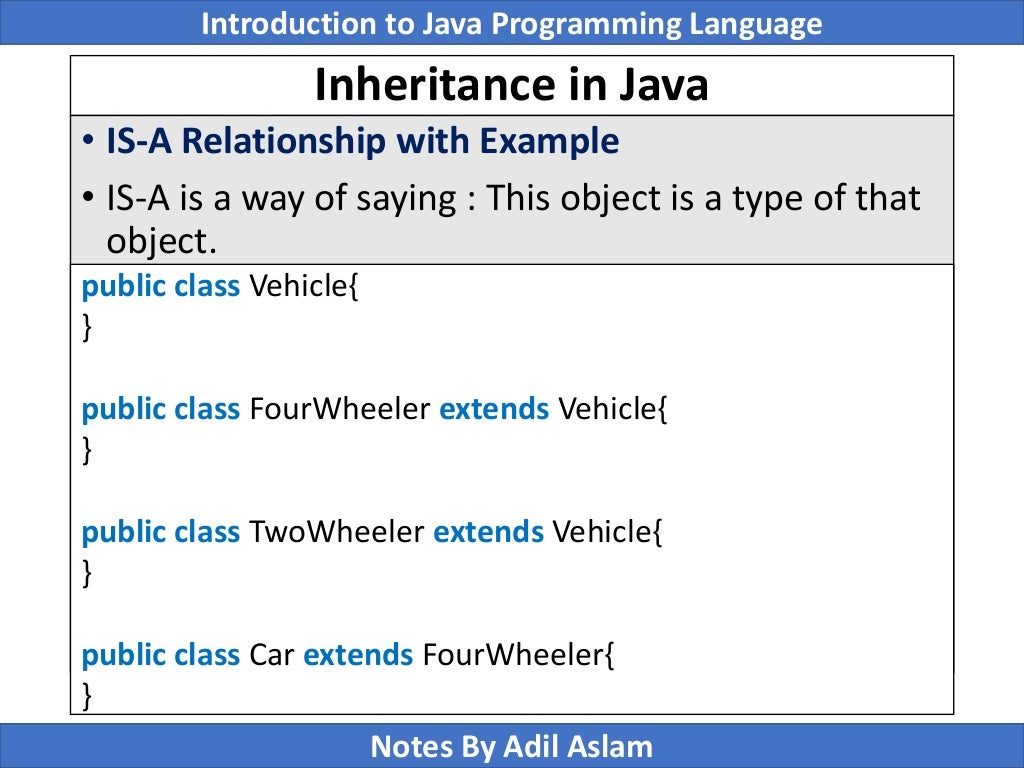 Introduction to Java Programming Language
Inheritance in Java
• IS-A Relationship with Example
• IS-A is a way of saying : This object is a type of that
object.
public class Vehicle{
}
public class FourWheeler extends Vehicle{
}
public class TwoWheeler extends Vehicle{
}
public class Car extends FourWheeler{
}
Notes By Adil Aslam